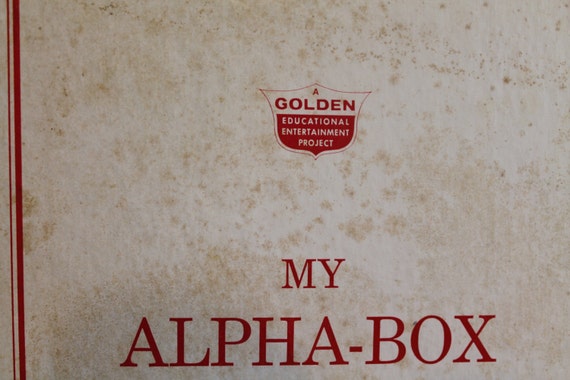 A
GOLDEN
EDUCATIONAL
ENTERTAINMENT
PROJECT
MY
ALPHA-BOX